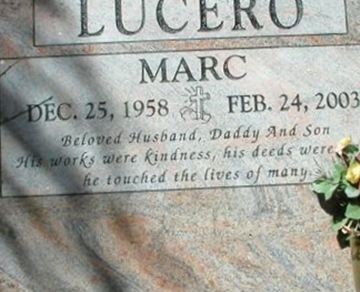 LUCERO
MARC
DEC. 25, 1958 FEB. 24, 2003
Beloved Husband, Daddy And Son
His works were kindness, his deeds were
he touched the lives of many.